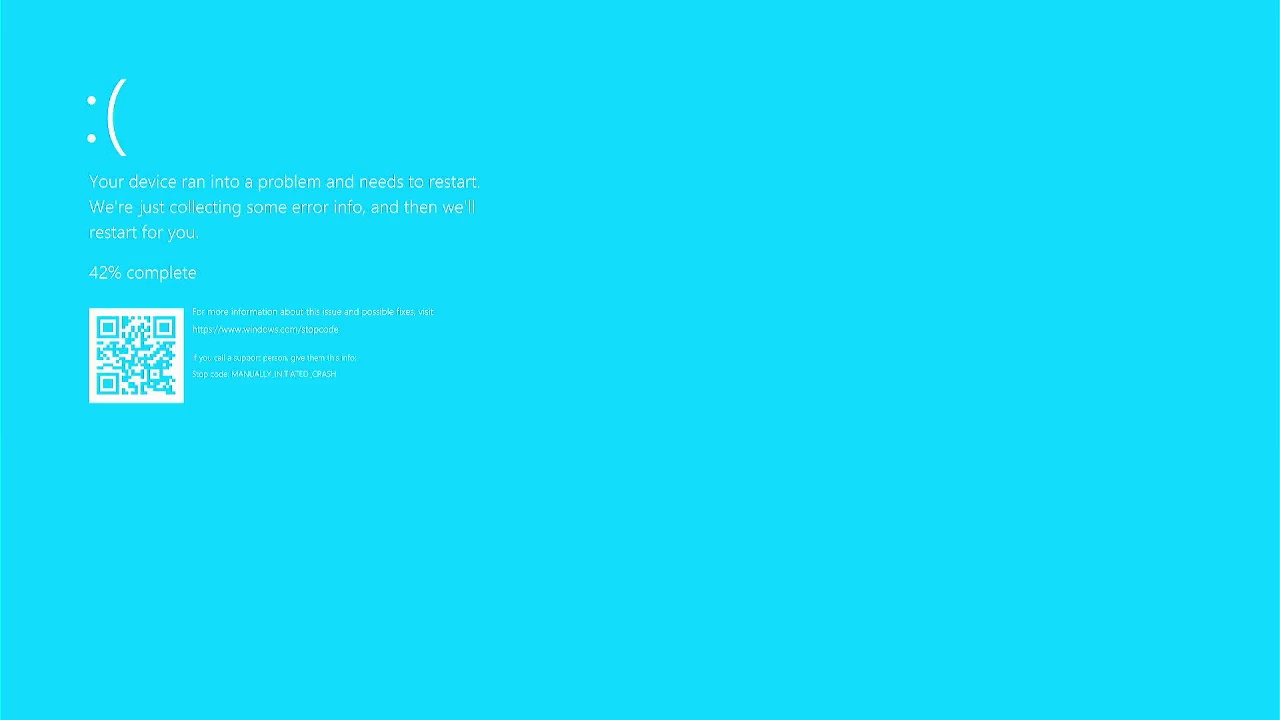 :(
Your device ran into a problem and needs to restart.
We're just collecting some error info, and then we'll
restart for you.
42% complete
For more information about this issue and possible fixes, visit
https://www.windows.com/stopcode
If you call a support person, give them this info:
Stop code: MANUALLY_INITIATED_CRASH